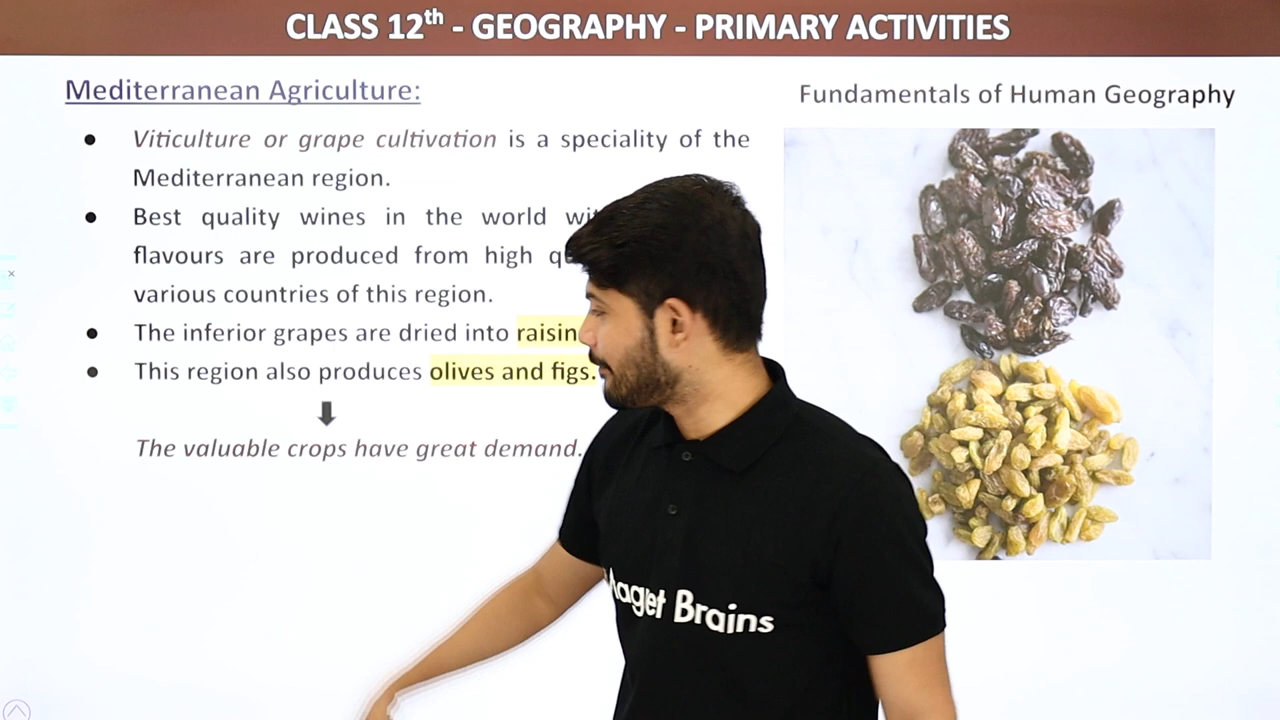 CLASS 12th - GEOGRAPHY - PRIMARY ACTIVITIES
Mediterranean Agriculture:
Fundamentals of Human Geography
● Viticulture or grape cultivation is a speciality of the
Mediterranean region.
● Best quality wines in the world
flavours are produced from high
various countries of this region.
● The inferior grapes are dried into
● This region also produces olives and figs.
The valuable crops have great demand.
Brains